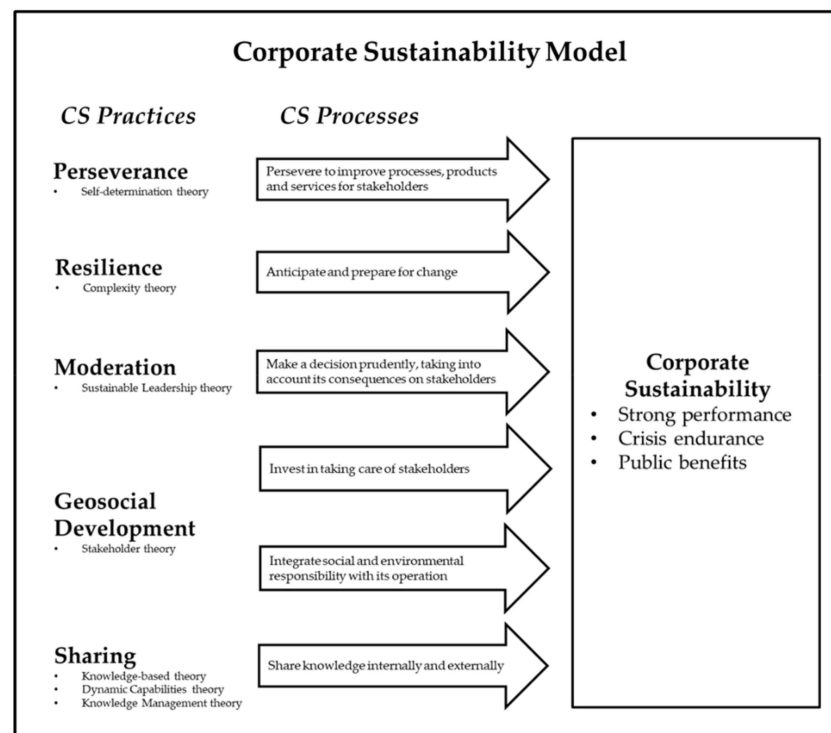 Corporate Sustainability Model
CS Practices
CS Processes
Perseverance
• Self-determination theory
Persevere to improve processes, products
and services for stakeholders
Resilience
• Complexity theory
Anticipate and prepare for change
Moderation
• Sustainable Leadership theory
Make a decision prudently, taking into
account its consequences on stakeholders
Geosocial
Development
• Stakeholder theory
Invest in taking care of stakeholders
Integrate social and environmental
responsibility with its operation
Sharing
• Knowledge-based theory
• Dynamic Capabilities theory
• Knowledge Management theory
Share knowledge internally and externally
Corporate
Sustainability
• Strong performance
• Crisis endurance
• Public benefits